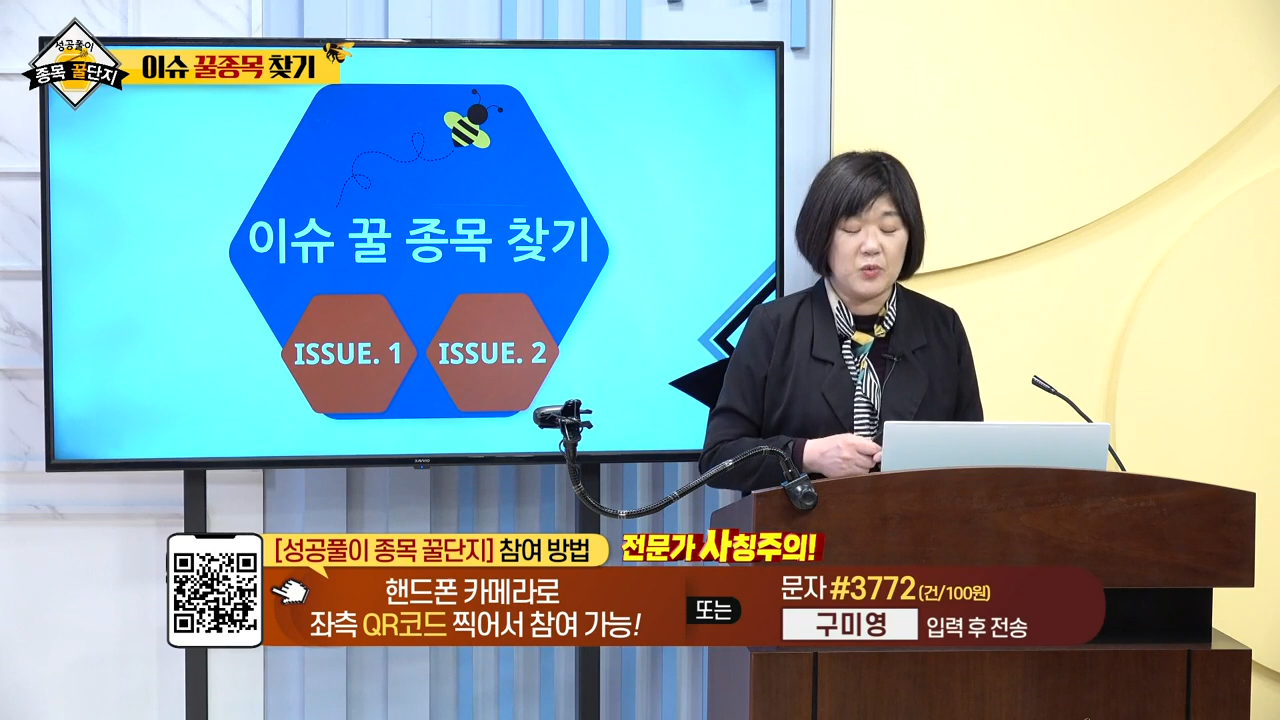 성공풀이
종목 꿀단지
이슈 꿀종목 찾기
이슈 꿀 종목 찾기
ISSUE. 1
ISSUE. 2
[성공풀이 종목 꿀단지] 참여 방법
전문가 사칭주의!
핸드폰 카메라로
좌측 QR코드 찍어서 참여 가능!
또는
문자 #3772 (건/100원)
구미영 입력 후 전송